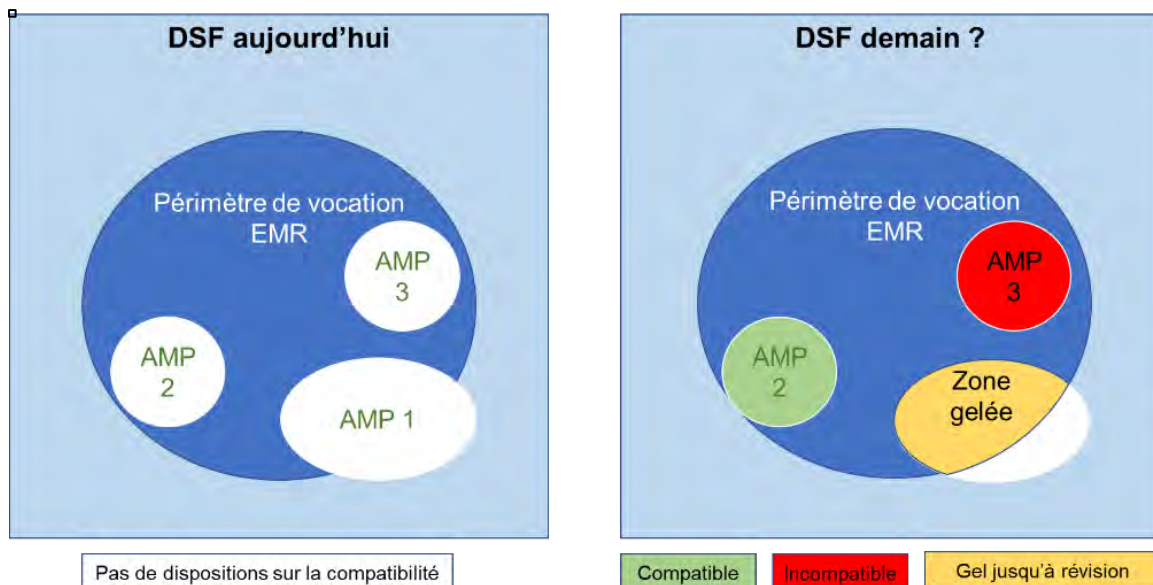 DSF aujourd’hui
Périmètre de vocation
EMR
AMP
3
AMP
2
AMP 1
Pas de dispositions sur la compatibilité
DSF demain ?
Périmètre de vocation
EMR
AMP
3
AMP
2
Zone
gelée
Compatible
Incompatible
Gel jusqu’à révision